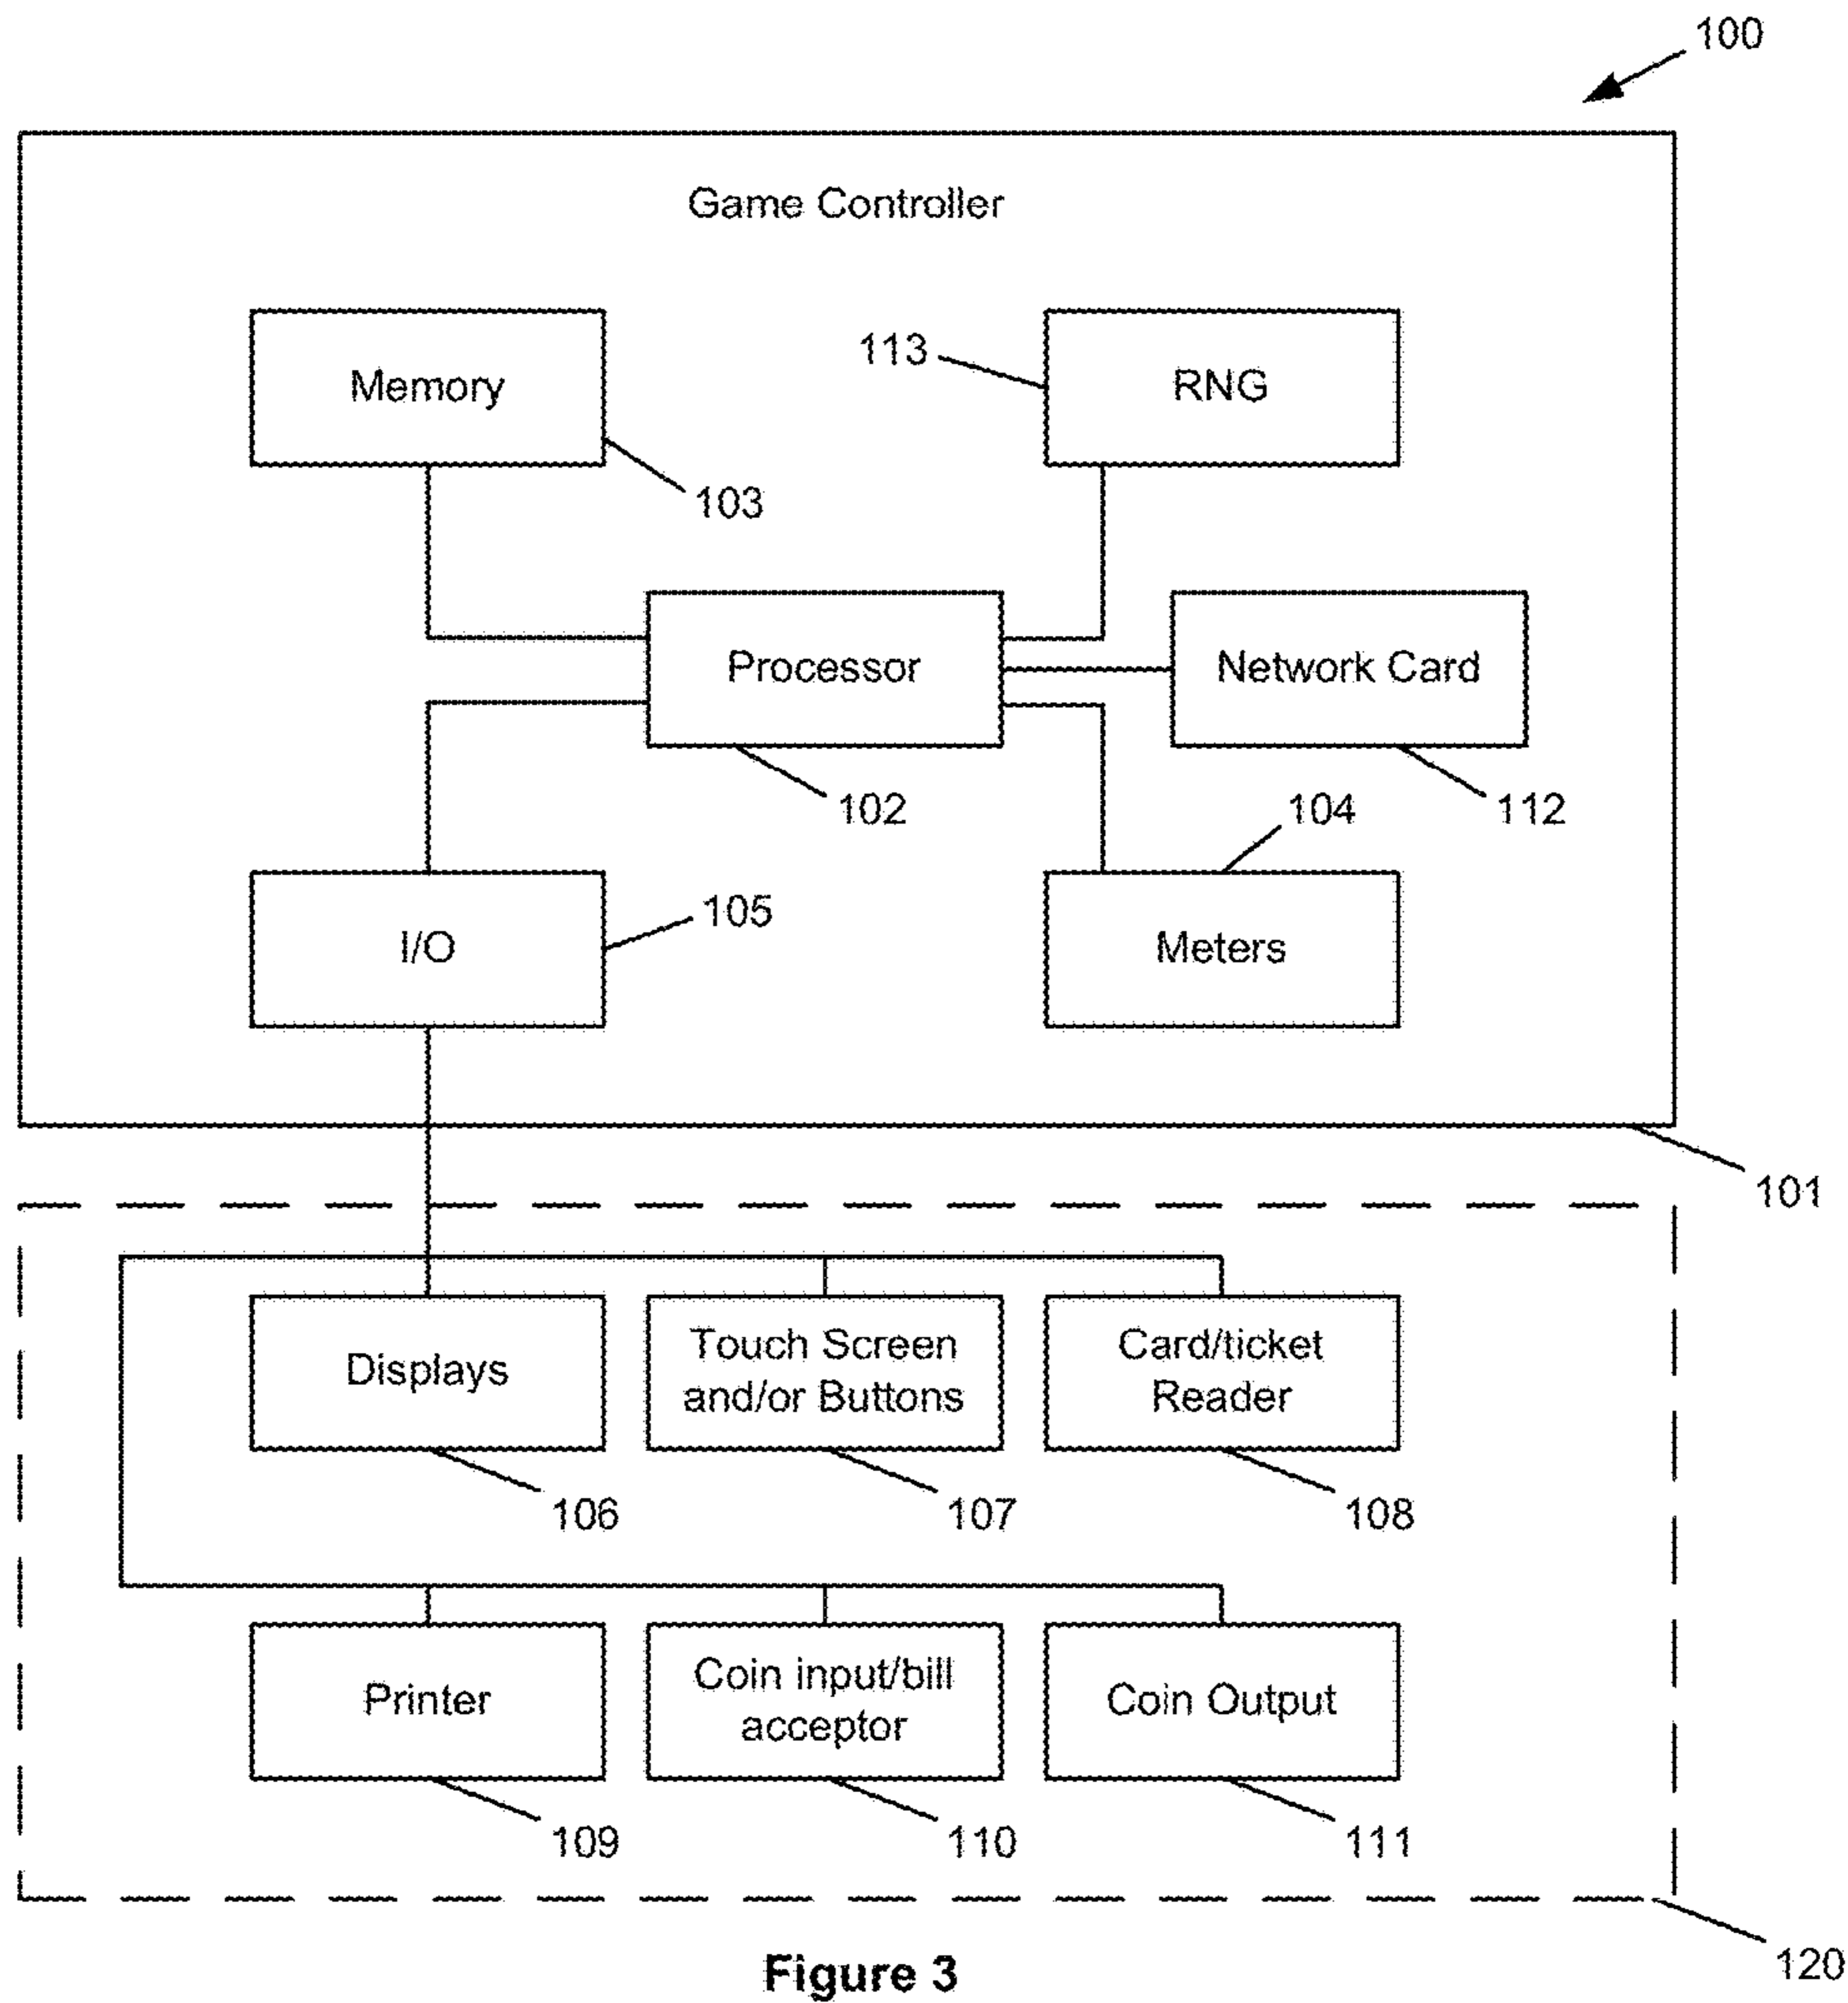 100
Game Controller
Memory
113
RNG
103
Processor
Network Card
102
104
112
I/O
105
Meters
101
Displays
Touch Screen
and/or Buttons
Card/ticket
Reader
106
107
108
Printer
Coin input/bill
acceptor
Coin Output
109
110
111
120
Figure 3